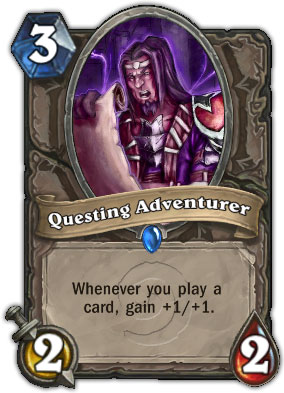 3
Questing Adventurer
Whenever you play a
card, gain +1/+1.
2 2